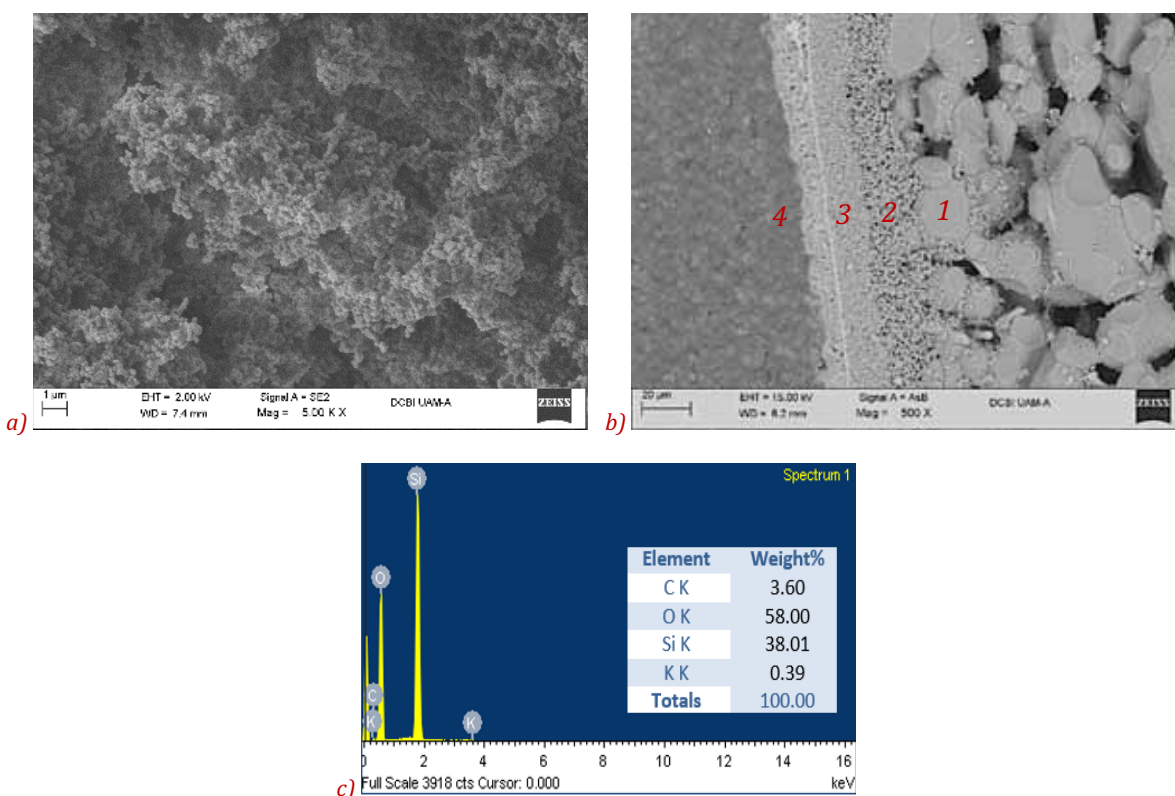 1 µm
EHT = 2.00 kV
WD = 7.4 mm
Signal A = SE2
Mag = 5.00 K X
DCBI UAM-A
ZEISS
a)
4 3 2 1
20 µm
EHT = 15.00 kV
WD = 8.2 mm
Signal A = AsB
Mag = 500 X
DCBI UAM-A
ZEISS
b)
Spectrum 1
Si
O
C
K
K
Element Weight%
C K 3.60
O K 58.00
Si K 38.01
K K 0.39
Totals 100.00
0 2 4 6 8 10 12 14 16
Full Scale 3918 cts Cursor: 0.000 keV
c)